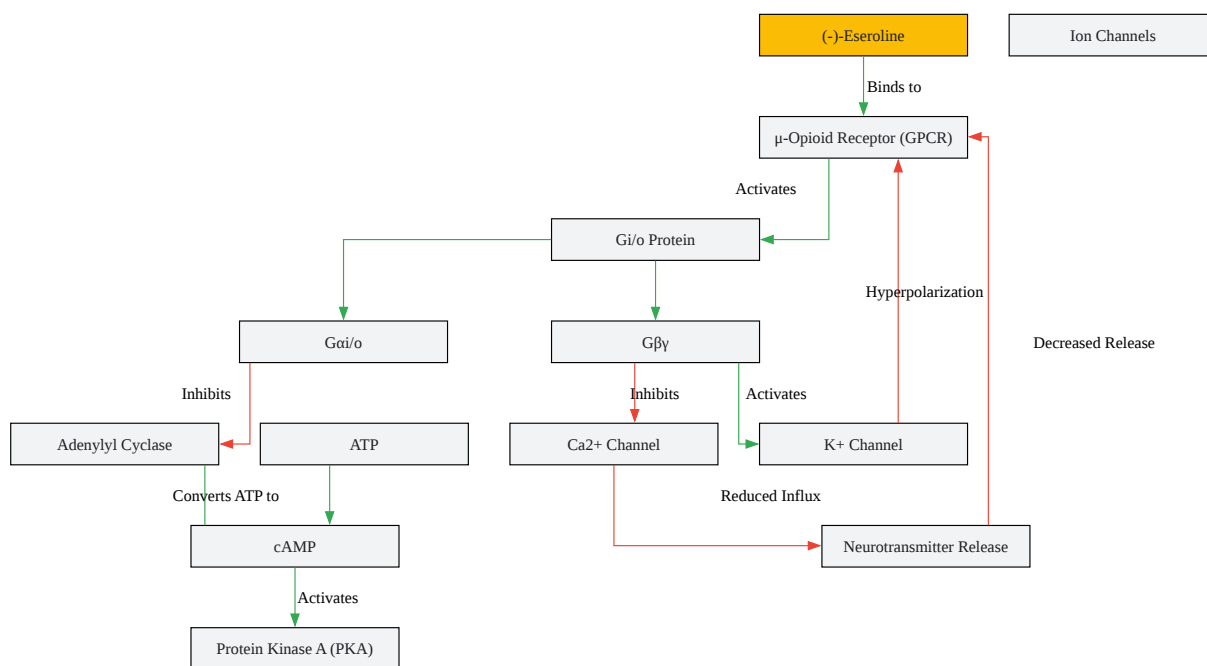 (-)-Eseroline
Ion Channels
Binds to
μ-Opioid Receptor (GPCR)
Activates
Gi/o Protein
Hyperpolarization
Gαi/o
Gβγ
Decreased Release
Inhibits
Inhibits
Activates
Adenylyl Cyclase
ATP
Ca2+ Channel
K+ Channel
Converts ATP to
Reduced Influx
cAMP
Neurotransmitter Release
Activates
Protein Kinase A (PKA)